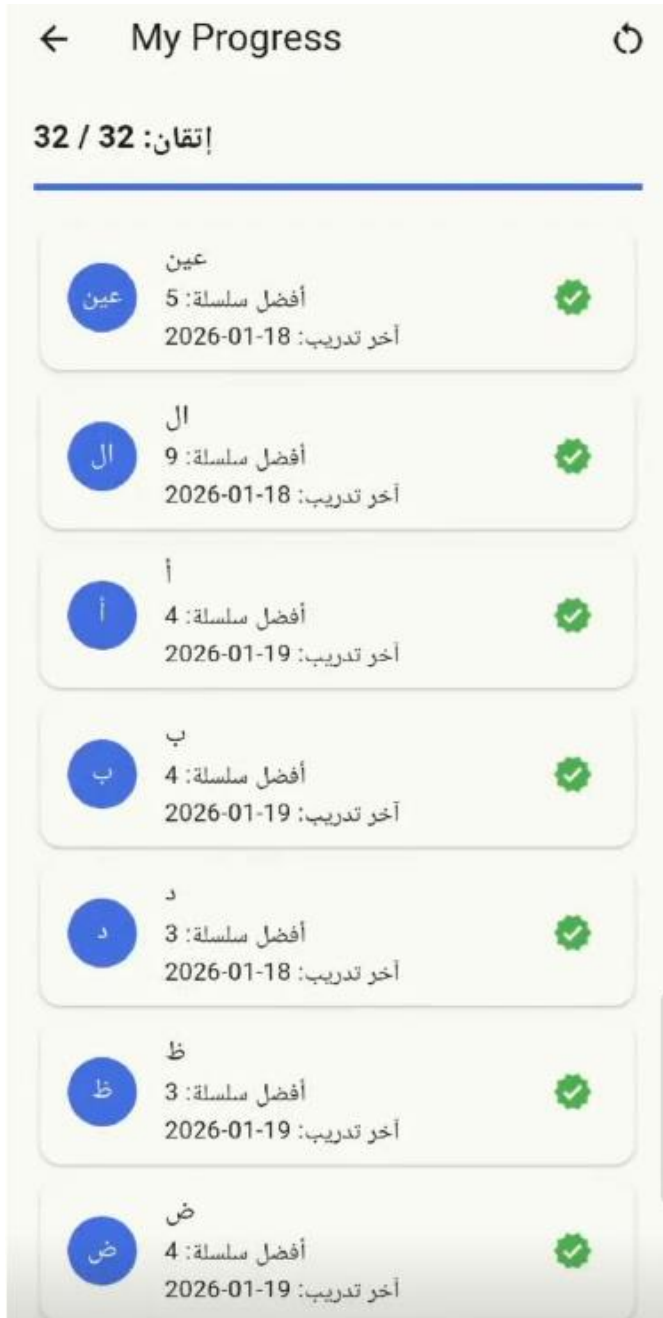 My Progress
إتقان: 32 / 32
عين
عين
أفضل سلسلة: 5
آخر تدريب: 18-01-2026
ال
ال
أفضل سلسلة: 9
آخر تدريب: 18-01-2026
أ
أ
أفضل سلسلة: 4
آخر تدريب: 19-01-2026
ب
ب
أفضل سلسلة: 4
آخر تدريب: 19-01-2026
د
د
أفضل سلسلة: 3
آخر تدريب: 18-01-2026
ظ
ظ
أفضل سلسلة: 3
آخر تدريب: 19-01-2026
ض
ض
أفضل سلسلة: 4
آخر تدريب: 19-01-2026